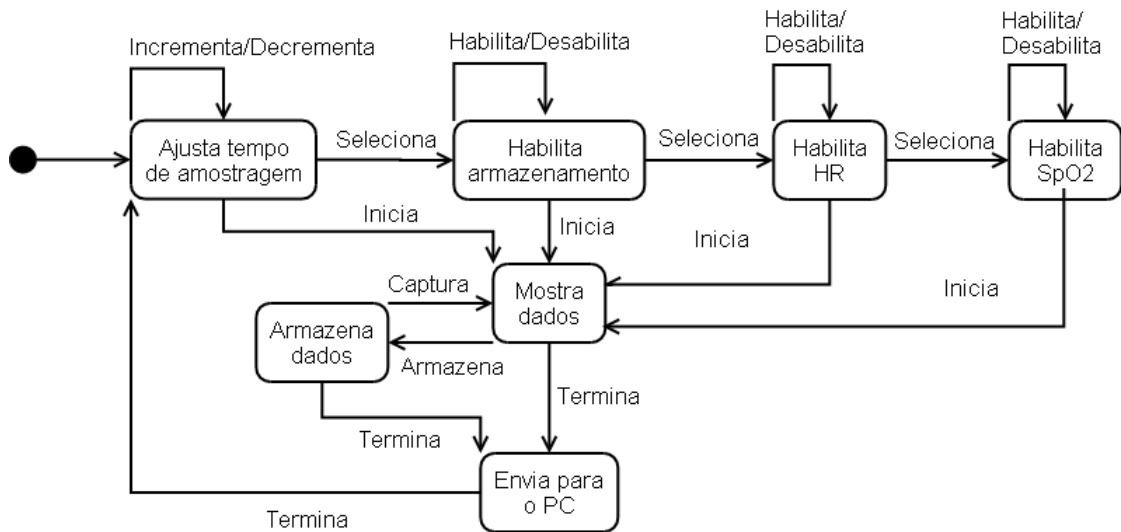 Incrementa/Decrementa
Habilita/Desabilita
Habilita/
Desabilita
Habilita/
Desabilita
Ajusta tempo
de amostragem
Seleciona
Habilita
armazenamento
Seleciona
Habilita
HR
Seleciona
Habilita
SpO2
Inicia
Inicia
Inicia
Inicia
Captura
Mostra
dados
Armazena
dados
Armazena
Termina
Termina
Envia para
o PC
Termina